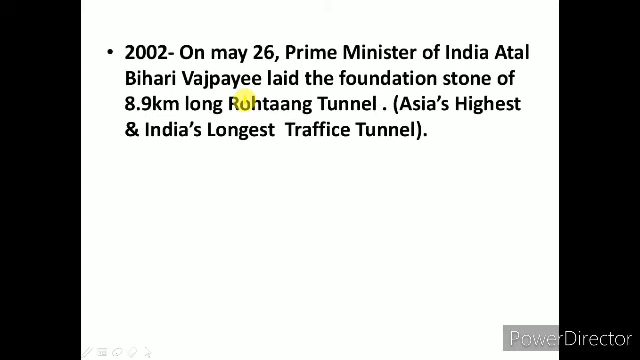 • 2002- On may 26, Prime Minister of India Atal
Bihari Vajpayee laid the foundation stone of
8.9km long Rohtaang Tunnel . (Asia's Highest
& India's Longest Traffice Tunnel).
PowerDirector